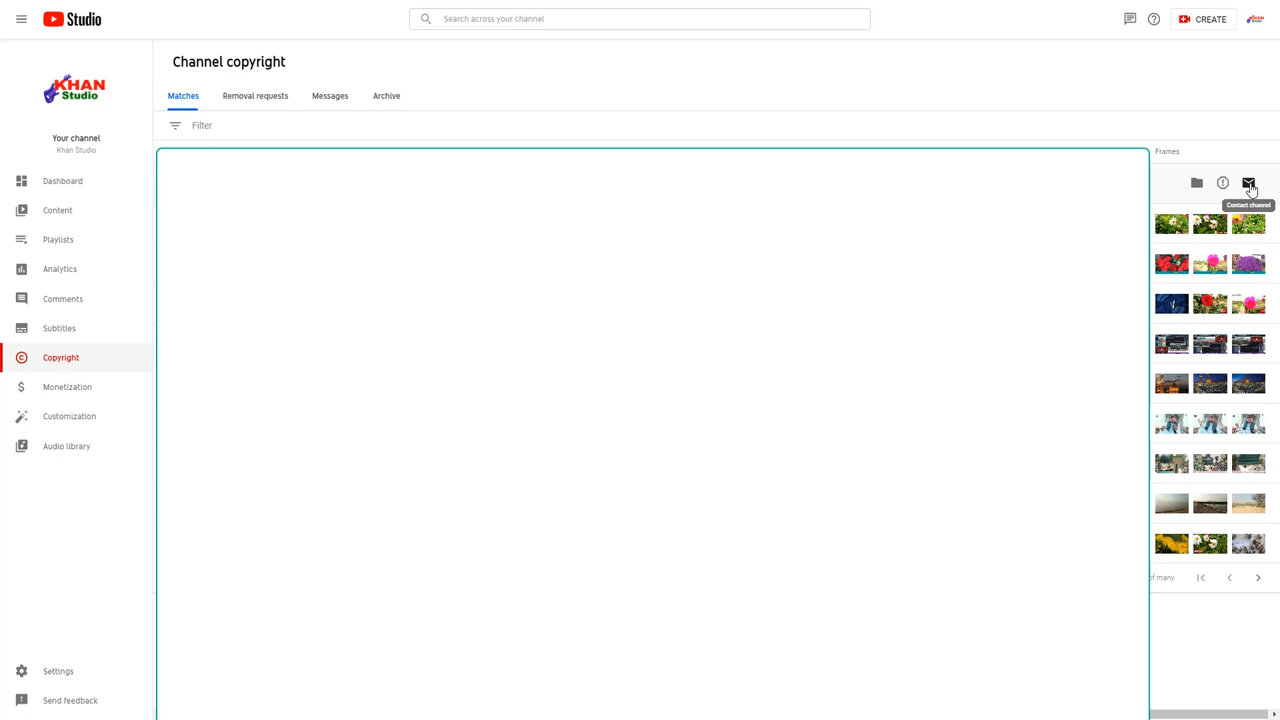 Studio
Search across your channel
CREATE
KHAN
Studio
Channel copyright
Matches
Removal requests
Messages
Archive
Filter
Your channel
Khan Studio
Frames
Contact channel
Dashboard
Content
Playlists
Analytics
Comments
Subtitles
Copyright
Monetization
Customization
Audio library
of many
Settings
Send feedback